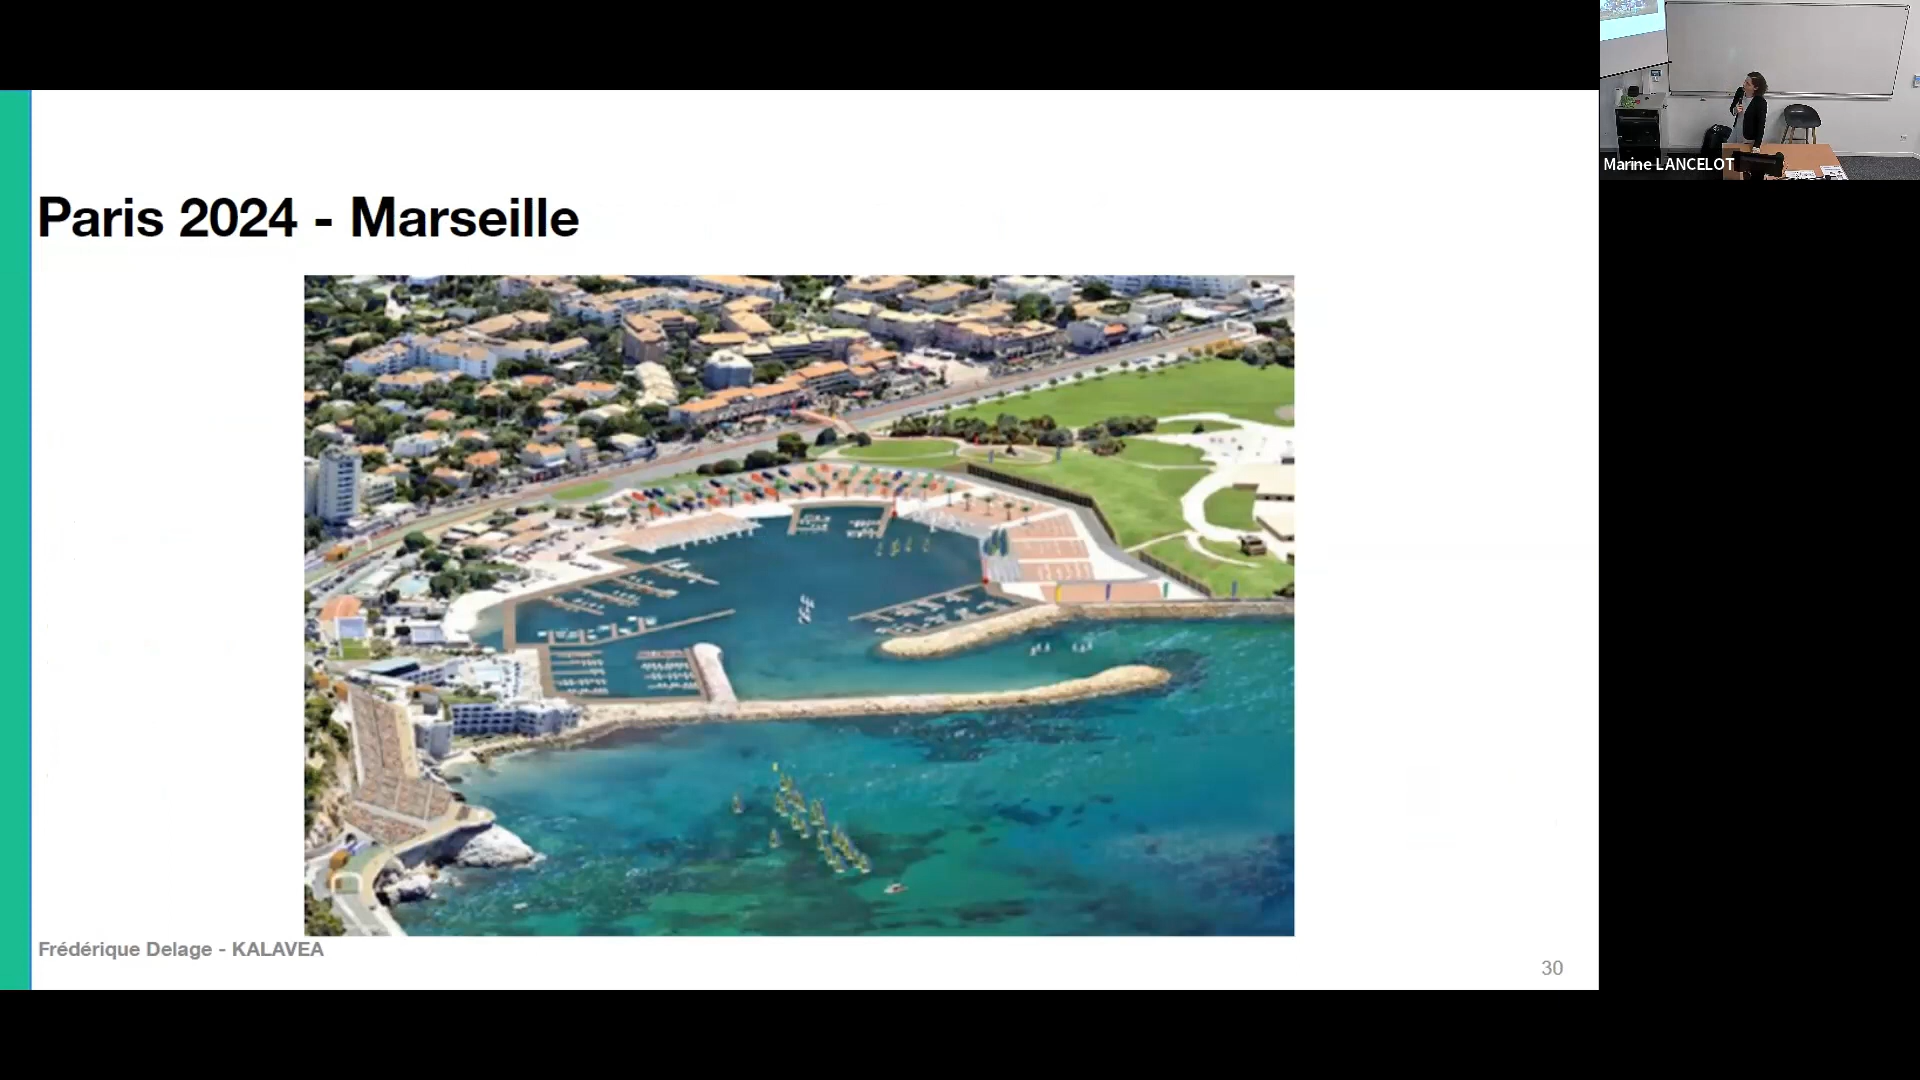 Marine LANCELOT
Paris 2024 - Marseille
Frédérique Delage - KALAVEA
30